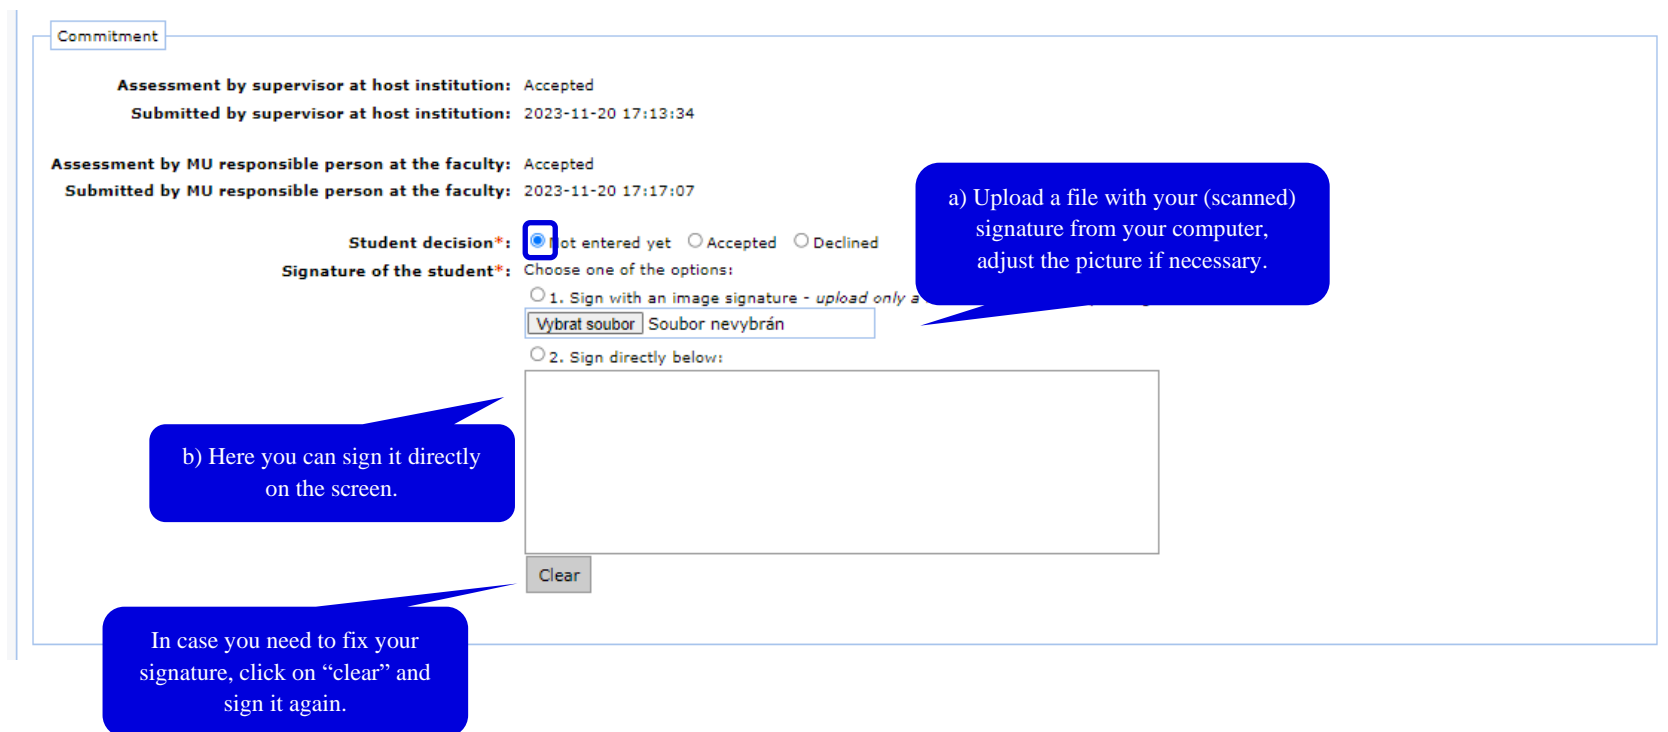 Commitment
Assessment by supervisor at host institution: Accepted
Submitted by supervisor at host institution: 2023-11-20 17:13:34
Assessment by MU responsible person at the faculty: Accepted
Submitted by MU responsible person at the faculty: 2023-11-20 17:17:07
a) Upload a file with your (scanned)
signature from your computer,
adjust the picture if necessary.
Student decision*: Not entered yet Accepted Declined
Signature of the student*: Choose one of the options:
1. Sign with an image signature - upload only a
Vybrat soubor Soubor nevybrán
2. Sign directly below:
b) Here you can sign it directly
on the screen.
Clear
In case you need to fix your
signature, click on “clear” and
sign it again.